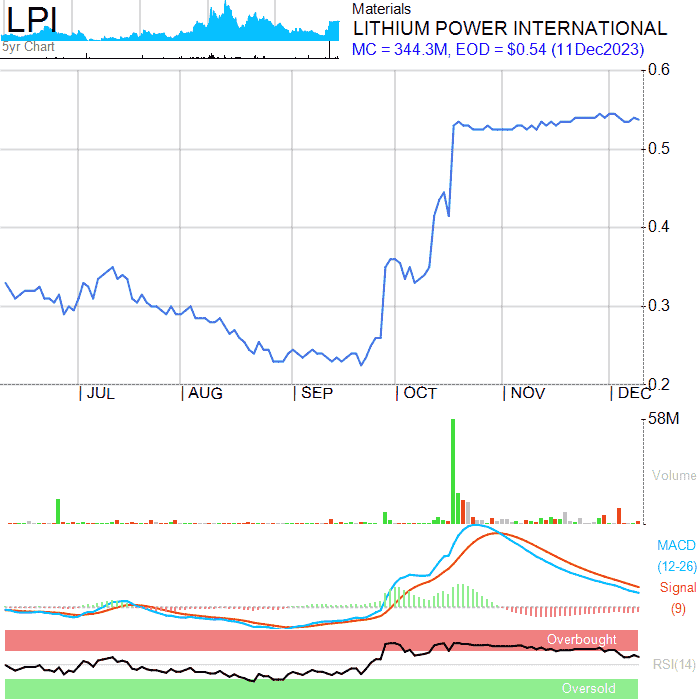 LPI
5yr Chart
Materials
LITHIUM POWER INTERNATIONAL
MC = 344.3M, EOD = $0.54 (11Dec2023)
0.6
0.5
0.4
0.3
0.2
JUL AUG SEP OCT NOV DEC
58M
Volume
MACD
(12-26)
Signal
(9)
Overbought
RSI(14)
Oversold